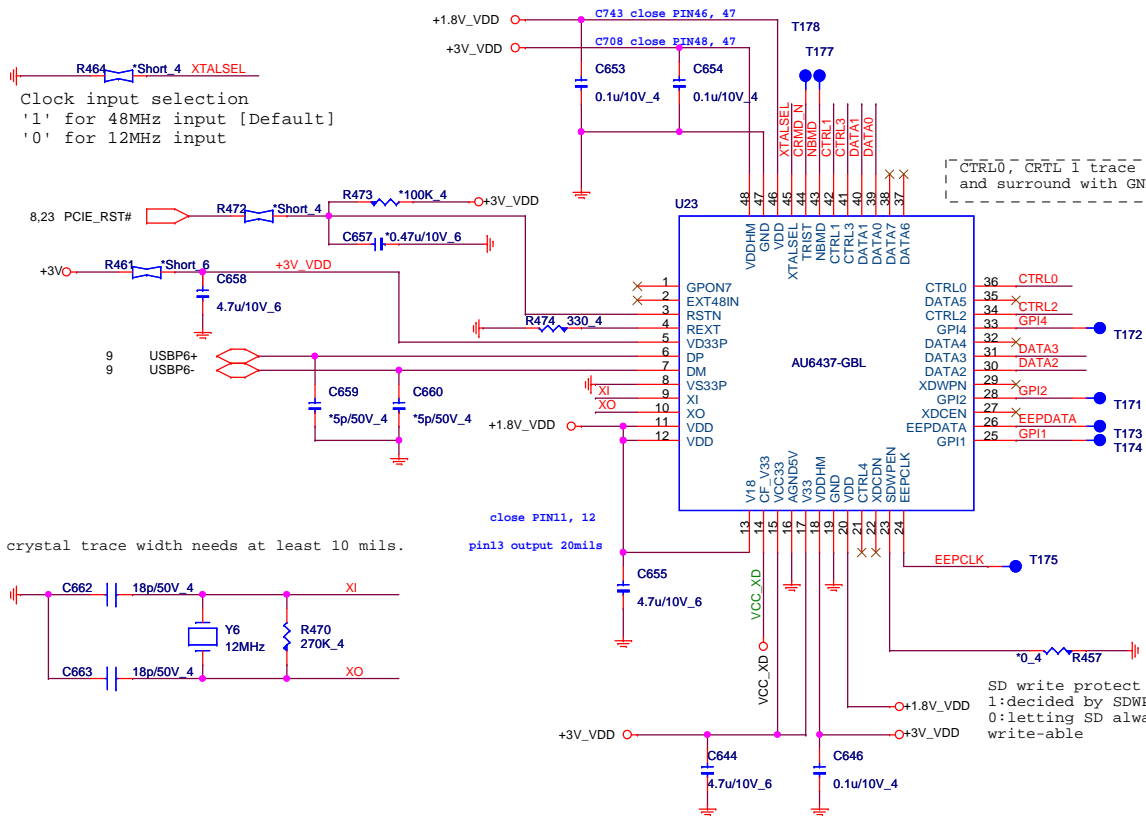 +1.8V_VDD
C743 close PIN46, 47
+3V_VDD
C708 close PIN48, 47
T178
T177
R464
*Short_4
XTALSEL
Clock input selection
'1' for 48MHz input [Default]
'0' for 12MHz input
C653
0.1u/10V_4
C654
0.1u/10V_4
XTALSEL
CRMD_N
NBMD
CTRL1
CTRL3
DATA1
DATA0
CTRL0, CRTL 1 trace
and surround with GN
R473
*100K_4
+3V_VDD
8,23 PCIE_RST#
R472
*Short_4
C657
*0.47u/10V_6
+3V
R461
*Short_6
+3V_VDD
C658
4.7u/10V_6
R474
330_4
9
USBP6+
9
USBP6-
C659
*5p/50V_4
C660
*5p/50V_4
XI
XO
+1.8V_VDD
U23
AU6437-GBL
48
47
46
45
44
43
42
41
40
39
38
37
VDDHM
GND
VDD
XTALSEL
TRIST
NBMD
CTRL1
CTRL3
DATA1
DATA0
DATA7
DATA6
1 GPON7
2 EXT48IN
3 RSTN
4 REXT
5 VD33P
6 DP
7 DM
8 VS33P
9 XI
10 XO
11 VDD
12 VDD
CTRL0 36 CTRL0
DATA5 35
CTRL2 34 CTRL2
GPI4 33 GPI4
T172
DATA4 32
DATA3 31 DATA3
DATA2 30 DATA2
XDWPN 29
GPI2 28 GPI2
T171
XDCEN 27
EEPDATA 26 EEPDATA
T173
GPI1 25 GPI1
T174
V18
CF_V33
VCC33
AGND5V
V33
VDDHM
GND
VDD
CTRL4
XDCDN
SDWPEN
EEPCLK
13
14
15
16
17
18
19
20
21
22
23
24
close PIN11, 12
pin13 output 20mils
EEPCLK
T175
C655
4.7u/10V_6
VCC_XD
VCC_XD
crystal trace width needs at least 10 mils.
C662
18p/50V_4
XI
Y6
12MHz
R470
270K_4
C663
18p/50V_4
XO
*0_4
R457
SD write protect
1:decided by SDWP
0:letting SD alwa
write-able
+1.8V_VDD
+3V_VDD
+3V_VDD
C644
4.7u/10V_6
C646
0.1u/10V_4